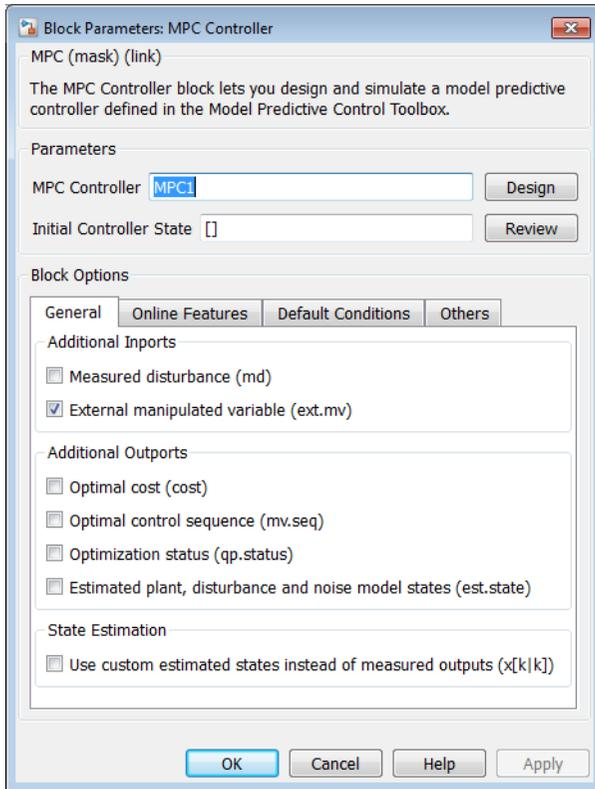 Block Parameters: MPC Controller
MPC (mask) (link)
The MPC Controller block lets you design and simulate a model predictive
controller defined in the Model Predictive Control Toolbox.
Parameters
MPC Controller MPC1 Design
Initial Controller State [] Review
Block Options
General Online Features Default Conditions Others
Additional Inports
Measured disturbance (md)
External manipulated variable (ext.mv)
Additional Outports
Optimal cost (cost)
Optimal control sequence (mv.seq)
Optimization status (qp.status)
Estimated plant, disturbance and noise model states (est.state)
State Estimation
Use custom estimated states instead of measured outputs (x[k|k])
OK Cancel Help Apply